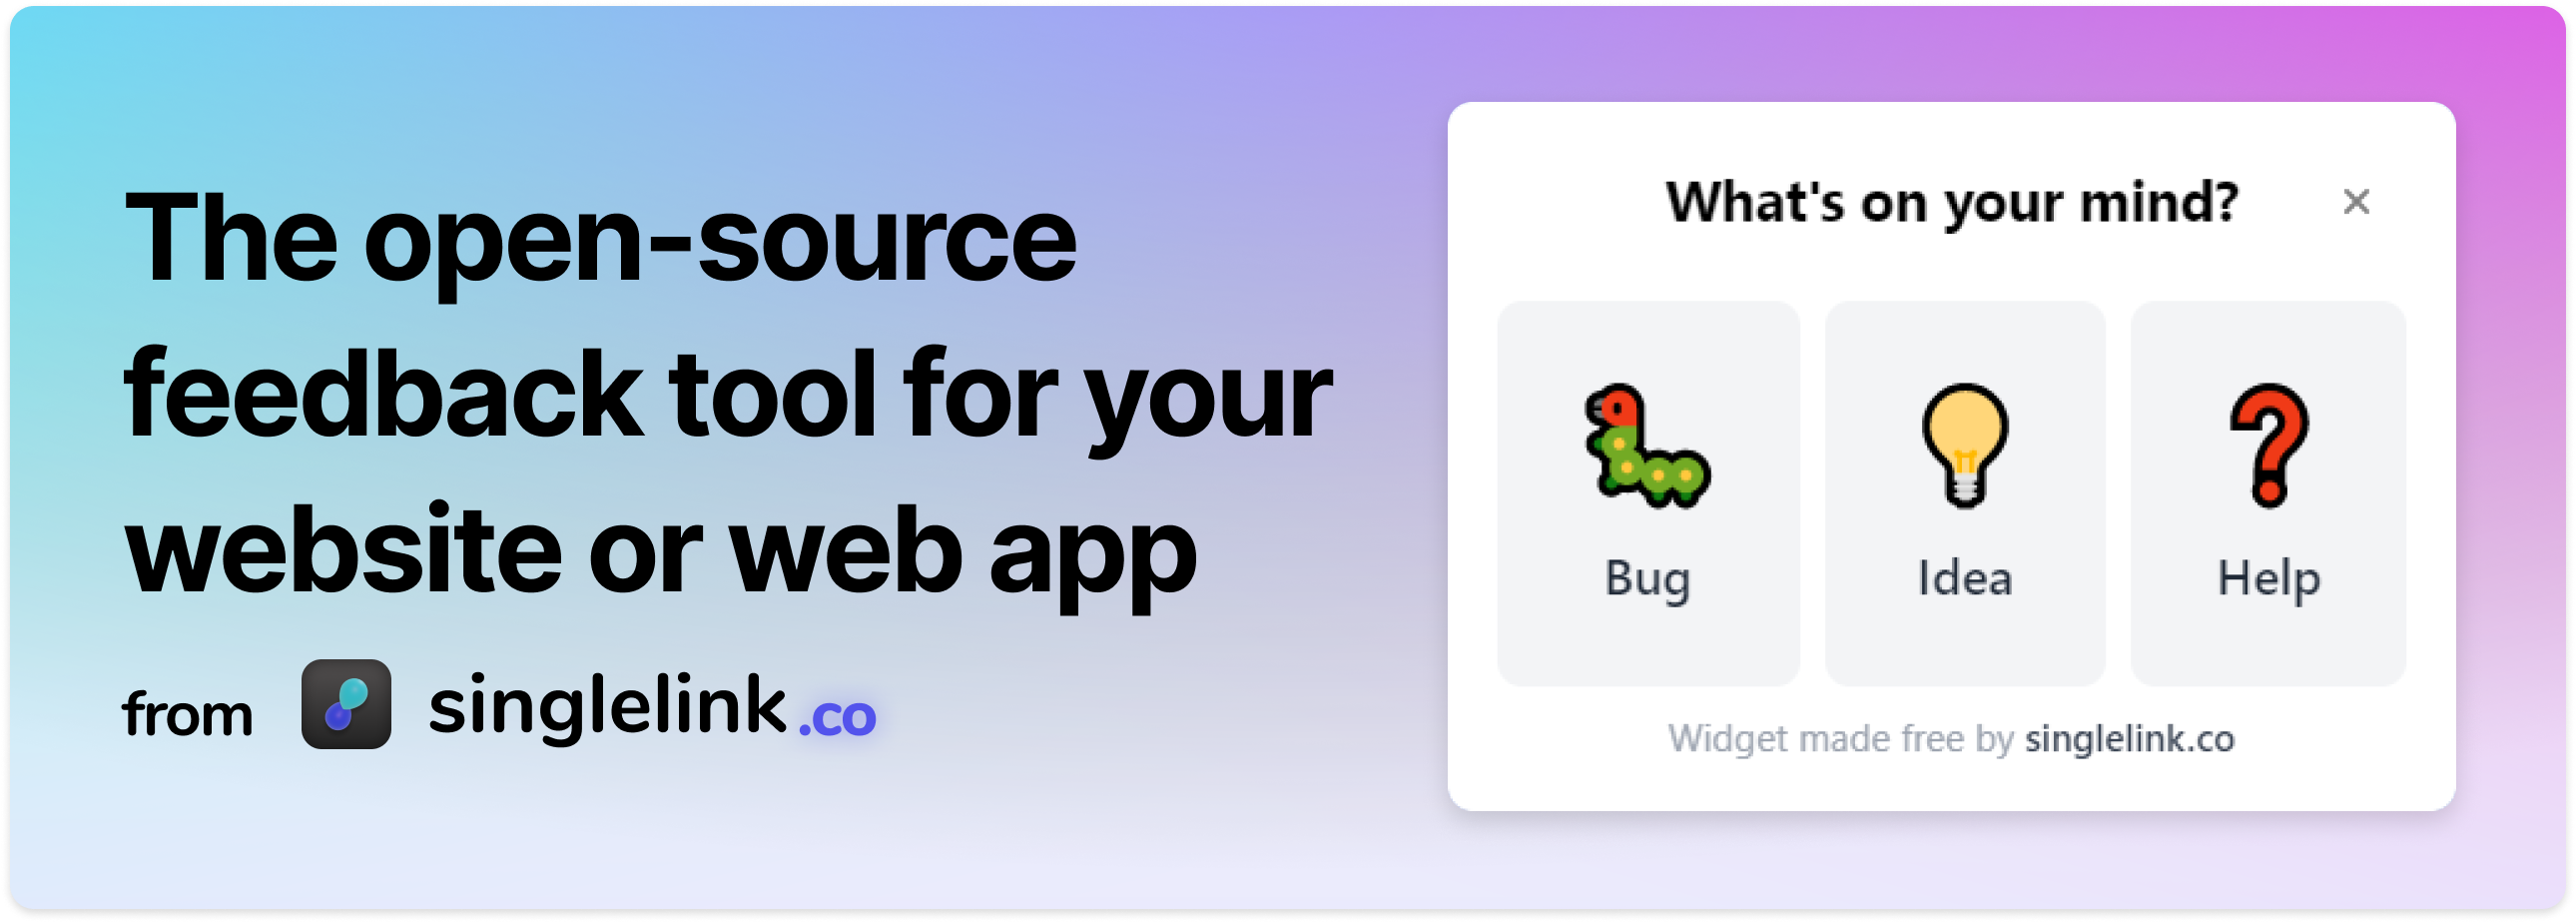 The open-source
feedback tool for your
website or web app
from singlelink.co
What's on your mind?
Bug
Idea
Help
Widget made free by singlelink.co